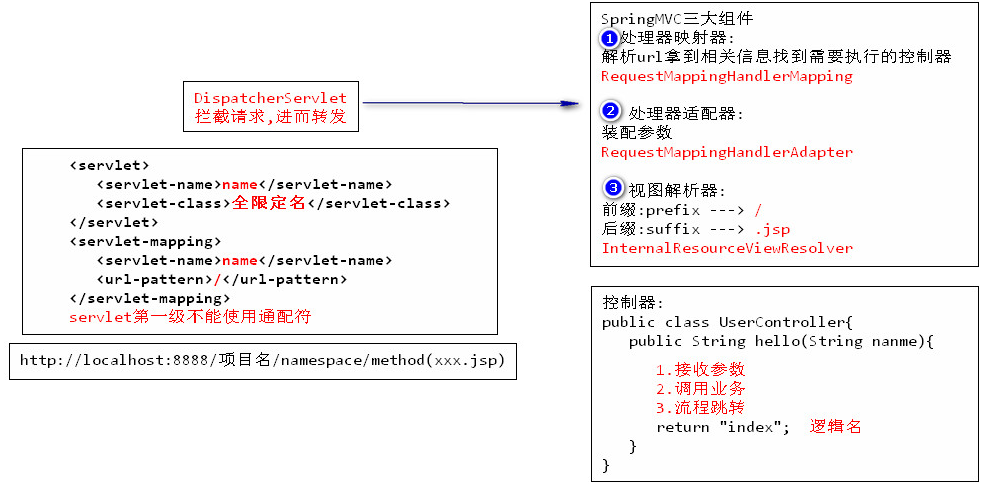 DispatcherServlet
拦截请求,进而转发
<servlet>
<servlet-name>name</servlet-name>
<servlet-class>全限定名</servlet-class>
</servlet>
<servlet-mapping>
<servlet-name>name</servlet-name>
<url-pattern>/</url-pattern>
</servlet-mapping>
servlet第一级不能使用通配符
http://localhost:8888/项目名/namespace/method(xxx.jsp)
SpringMVC三大组件
1处理器映射器:
解析url拿到相关信息找到需要执行的控制器
RequestMappingHandlerMapping
2 处理器适配器:
装配参数
RequestMappingHandlerAdapter
3 视图解析器:
前缀:prefix ---> /
后缀:suffix ---> .jsp
InternalResourceViewResolver
控制器:
public class UserController{
public String hello(String nanme){
1.接收参数
2.调用业务
3.流程跳转
return "index"; 逻辑名
}
}